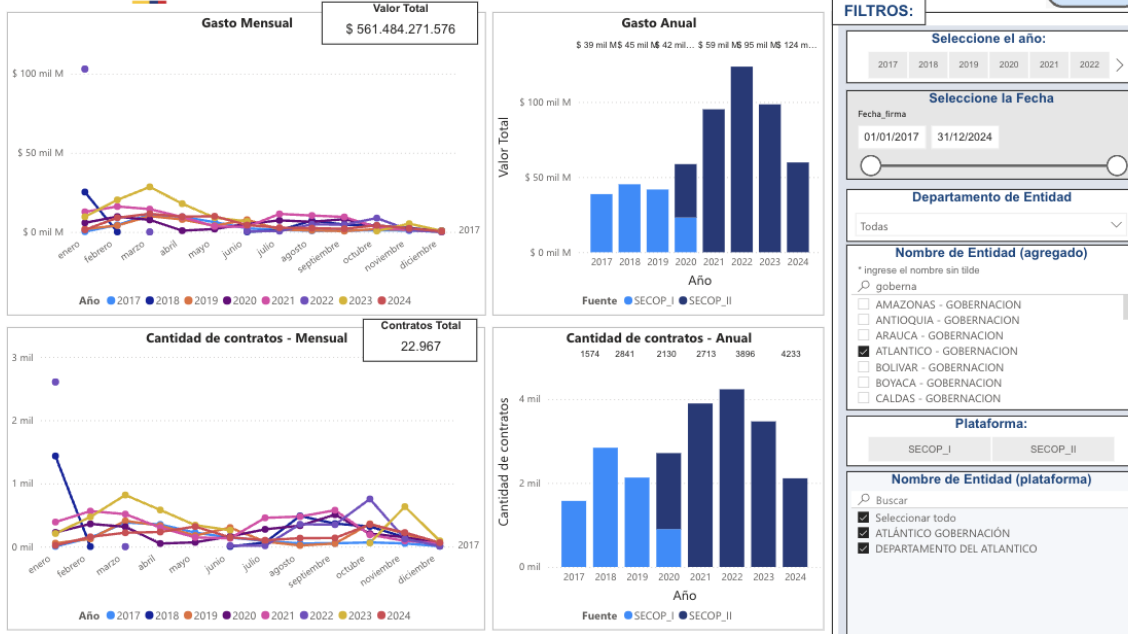 Gasto Mensual
Valor Total
$ 561.484.271.576
$ 100 mil M
$ 50 mil M
$ 0 mil M
enero
febrero
marzo
abril
mayo
junio
julio
agosto
septiembre
octubre
noviembre
diciembre
2017
Año 2017 2018 2019 2020 2021 2022 2023 2024
Gasto Anual
$ 39 mil M $ 45 mil M $ 42 mil... $ 59 mil M $ 95 mil M $ 124 m...
Valor Total
$ 100 mil M
$ 50 mil M
$ 0 mil M
2017 2018 2019 2020 2021 2022 2023 2024
Año
Fuente SECOP_I SECOP_II
Cantidad de contratos - Mensual
Contratos Total
22.967
3 mil
2 mil
1 mil
0 mil
enero
febrero
marzo
abril
mayo
junio
julio
agosto
septiembre
octubre
noviembre
diciembre
2017
Año 2017 2018 2019 2020 2021 2022 2023 2024
Cantidad de contratos - Anual
1574 2841 2130 2713 3896 4233
Cantidad de contratos
4 mil
2 mil
0 mil
2017 2018 2019 2020 2021 2022 2023 2024
Año
Fuente SECOP_I SECOP_II
FILTROS:
Seleccione el año:
2017 2018 2019 2020 2021 2022
Seleccione la Fecha
Fecha_firma
01/01/2017 31/12/2024
Departamento de Entidad
Todas
Nombre de Entidad (agregado)
* ingrese el nombre sin tilde
goberna
AMAZONAS - GOBERNACION
ANTIOQUIA - GOBERNACION
ARAUCA - GOBERNACION
ATLANTICO - GOBERNACION
BOLIVAR - GOBERNACION
BOYACA - GOBERNACION
CALDAS - GOBERNACION
Plataforma:
SECOP_I SECOP_II
Nombre de Entidad (plataforma)
Buscar
Seleccionar todo
ATLÁNTICO GOBERNACIÓN
DEPARTAMENTO DEL ATLANTICO